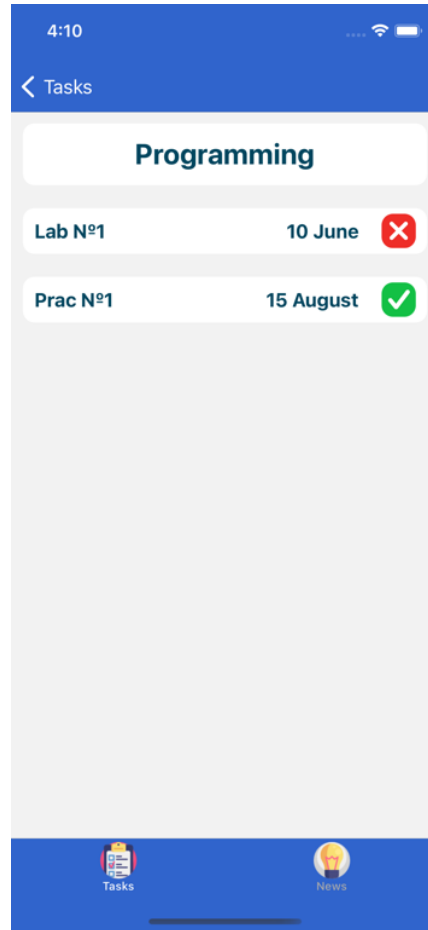 4:10
Tasks
Programming
Lab Nº1 10 June
Prac Nº1 15 August
Tasks News